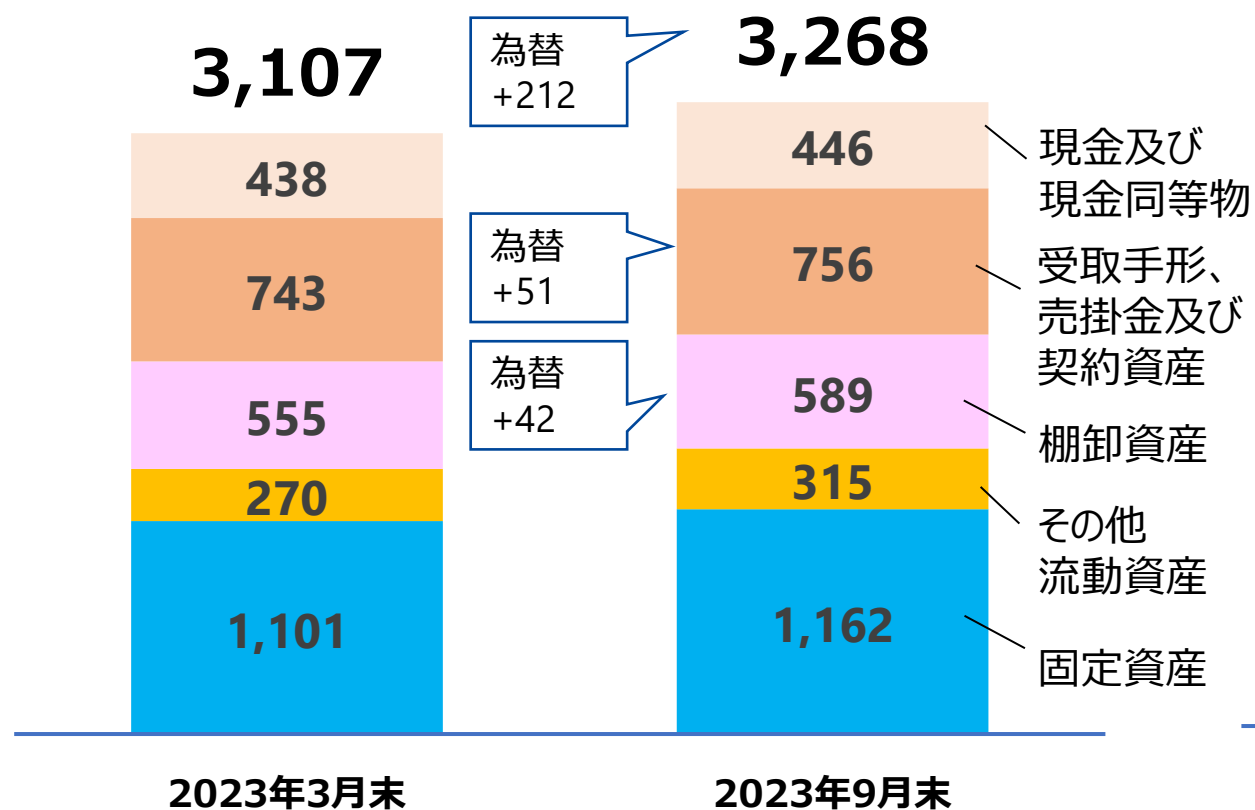 3,107
為替
+212
3,268
438
446
現金及び
現金同等物
743
為替
+51
756
受取手形、
売掛金及び
契約資産
555
為替
+42
589
棚卸資産
270
315
その他
流動資産
1,101
1,162
固定資産
2023年3月末
2023年9月末